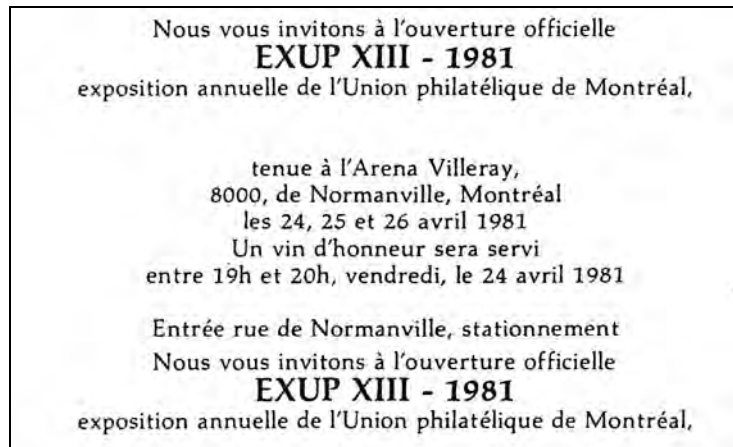 Nous vous invitons à l'ouverture officielle
EXUP XIII - 1981
exposition annuelle de l'Union philatélique de Montréal,
tenue à l'Arena Villeray,
8000, de Normanville, Montréal
les 24, 25 et 26 avril 1981
Un vin d'honneur sera servi
entre 19h et 20h, vendredi, le 24 avril 1981
Entrée rue de Normanville, stationnement
Nous vous invitons à l'ouverture officielle
EXUP XIII - 1981
exposition annuelle de l'Union philatélique de Montréal,